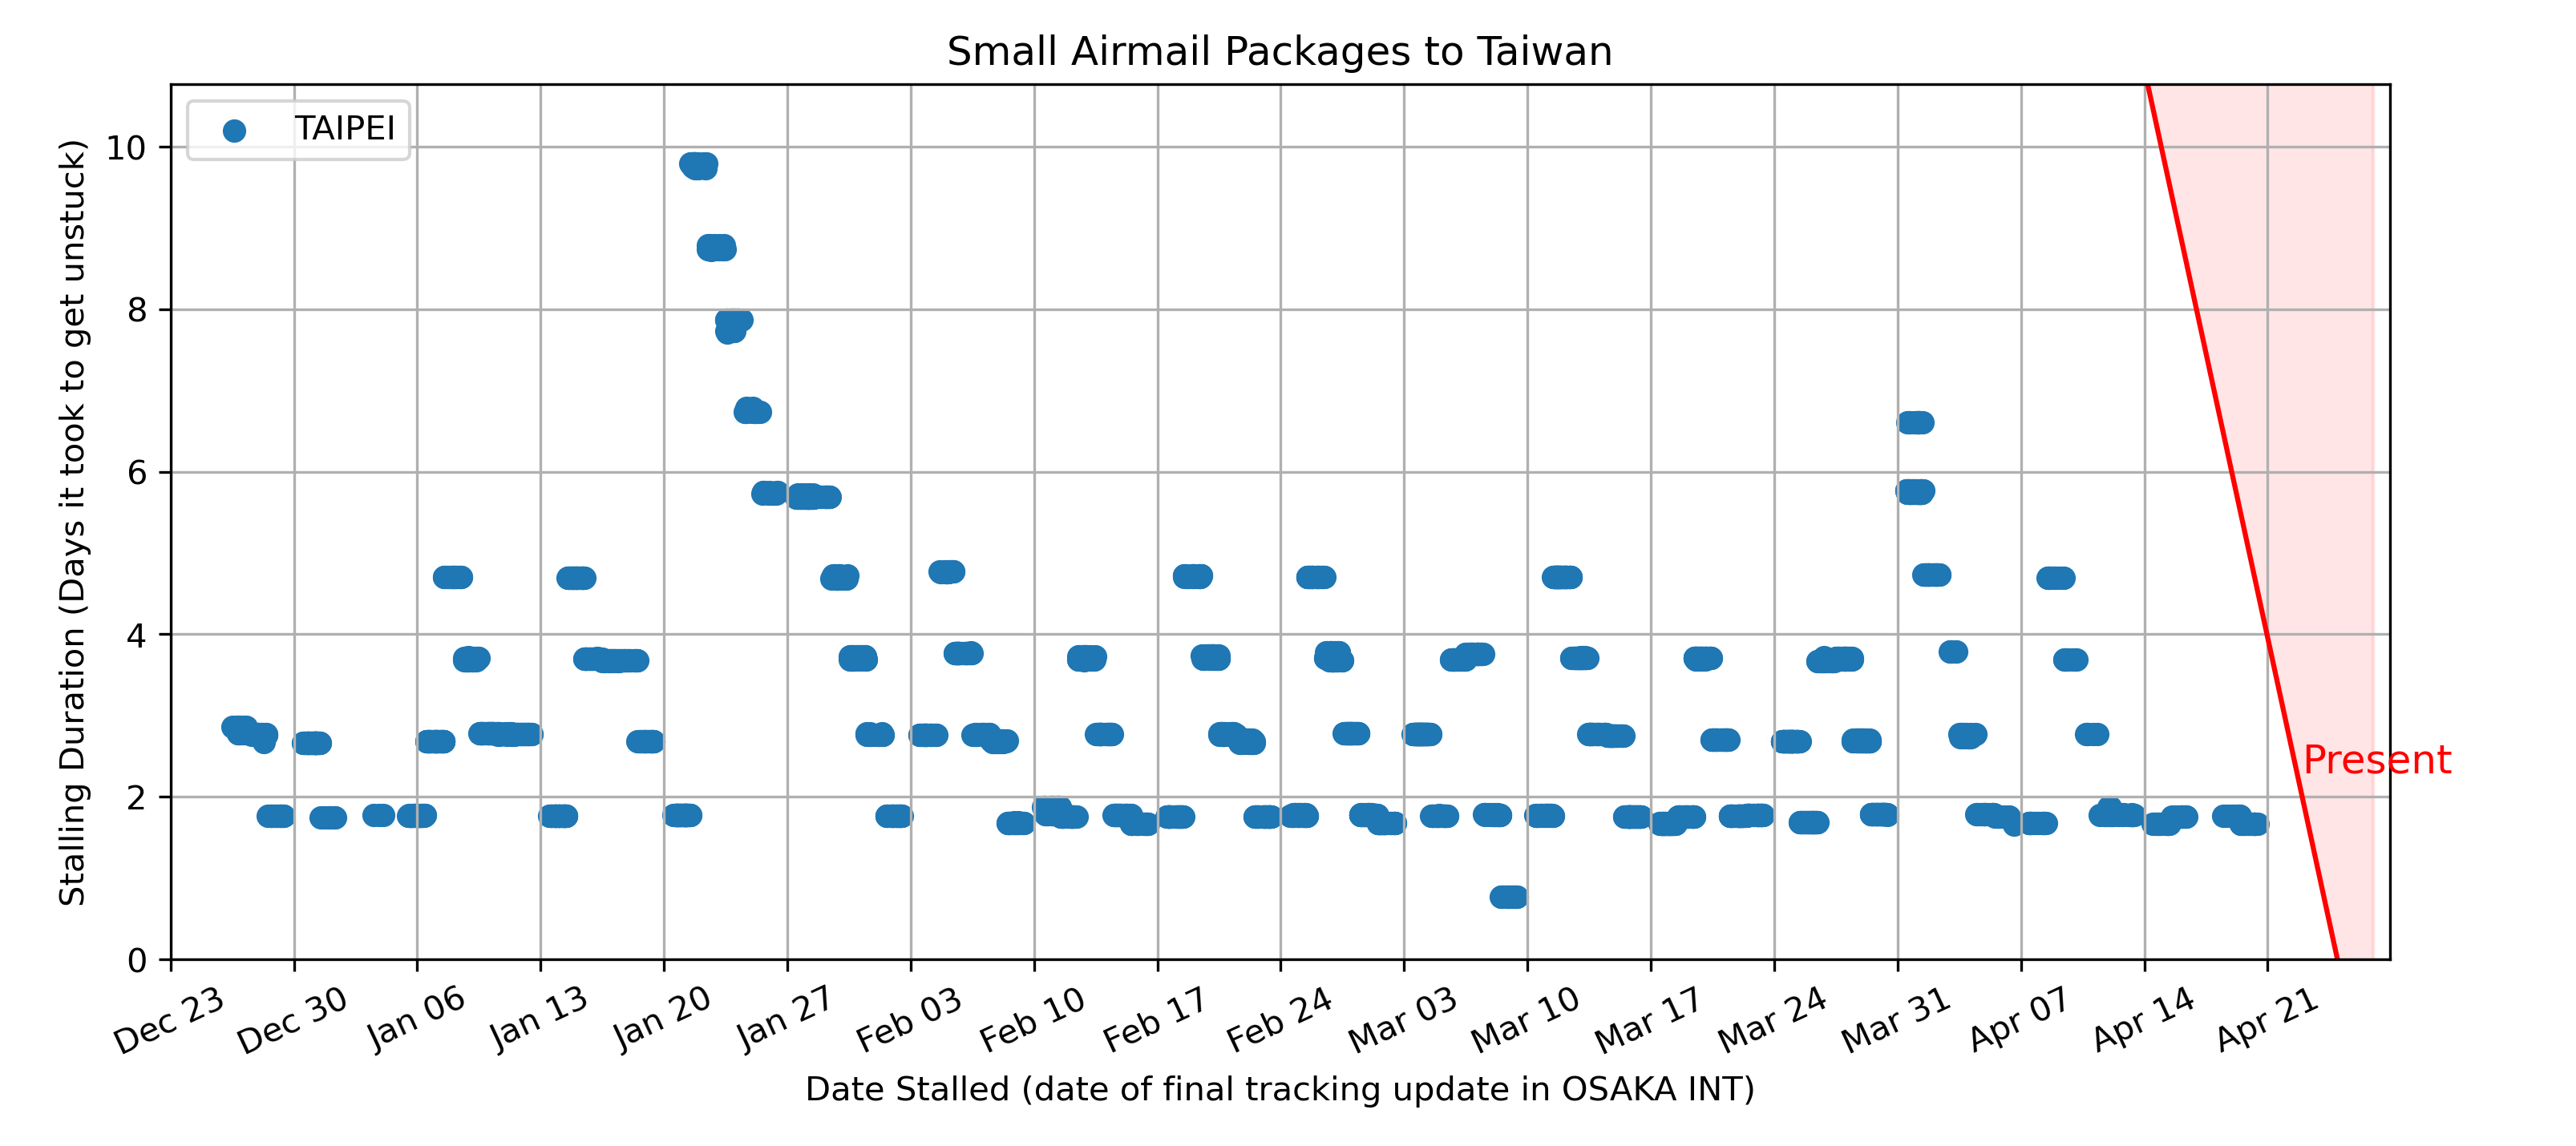 Small Airmail Packages to Taiwan
TAIPEI
Stalling Duration (Days it took to get unstuck)
10
8
6
4
2
0
Present
Dec 23
Dec 30
Jan 06
Jan 13
Jan 20
Jan 27
Feb 03
Feb 10
Feb 17
Feb 24
Mar 03
Mar 10
Mar 17
Mar 24
Mar 31
Apr 07
Apr 14
Apr 21
Date Stalled (date of final tracking update in OSAKA INT)